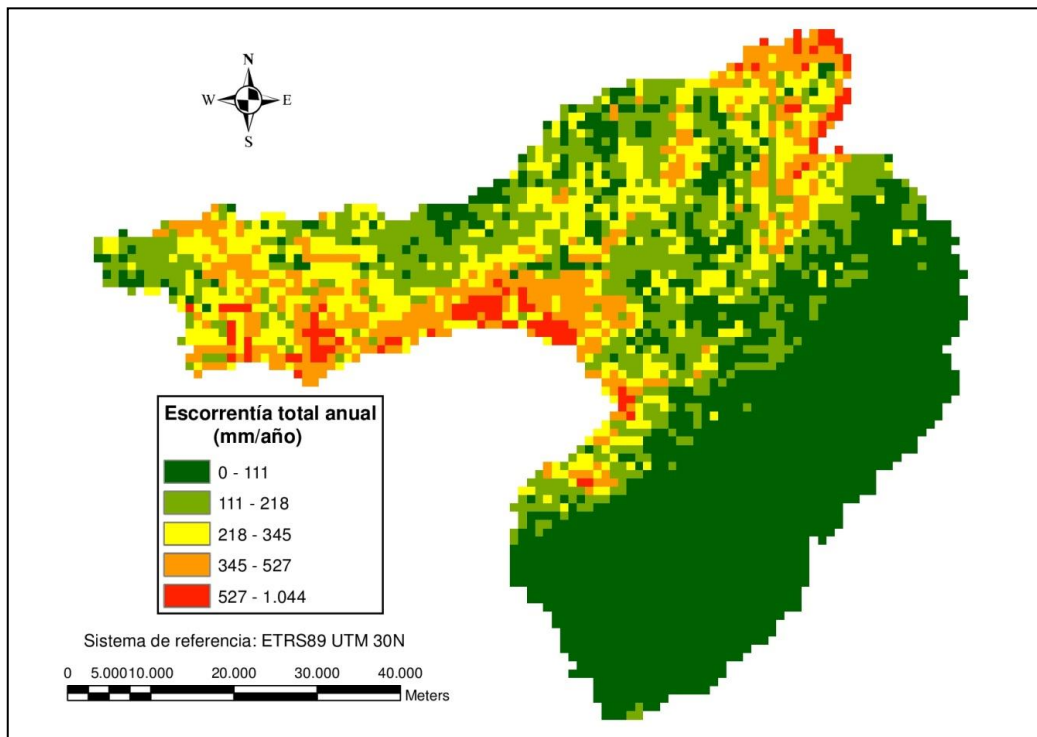 N
W E
S
Escorrentía total anual
(mm/año)
0 - 111
111 - 218
218 - 345
345 - 527
527 - 1.044
Sistema de referencia: ETRS89 UTM 30N
0 5.00010.000 20.000 30.000 40.000
Meters